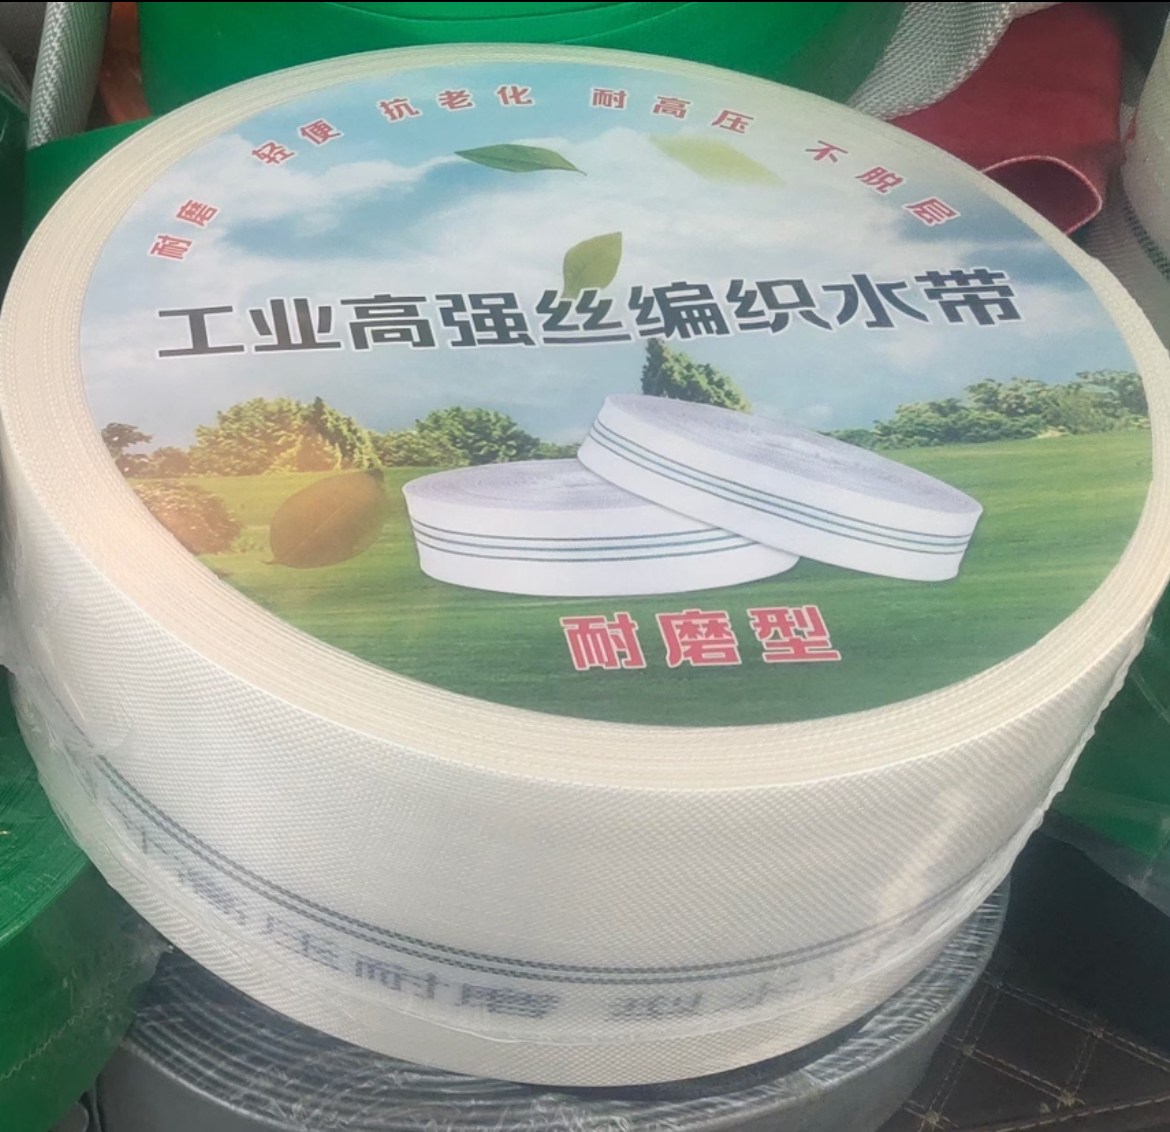 耐磨 轻便 抗老化 耐高压 不脱层
工业高强丝编织水带
耐磨型